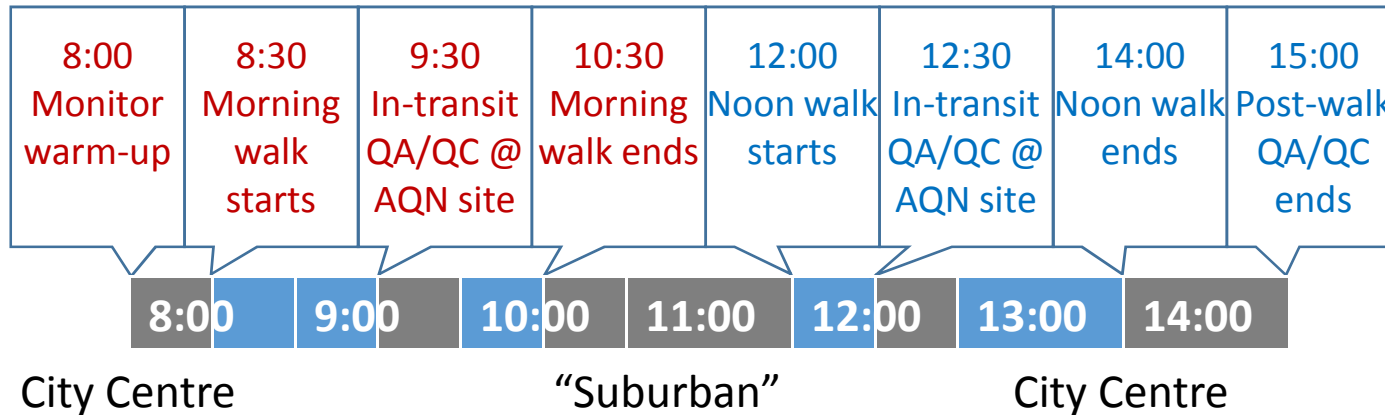 8:00
Monitor
warm-up
8:30
Morning
walk
starts
9:30
In-transit
QA/QC @
AQN site
10:30
Morning
walk ends
12:00
Noon walk
starts
12:30
In-transit
QA/QC @
AQN site
14:00
Noon walk
ends
15:00
Post-walk
QA/QC
ends
8:00 9:00 10:00 11:00 12:00 13:00 14:00
City Centre “Suburban” City Centre